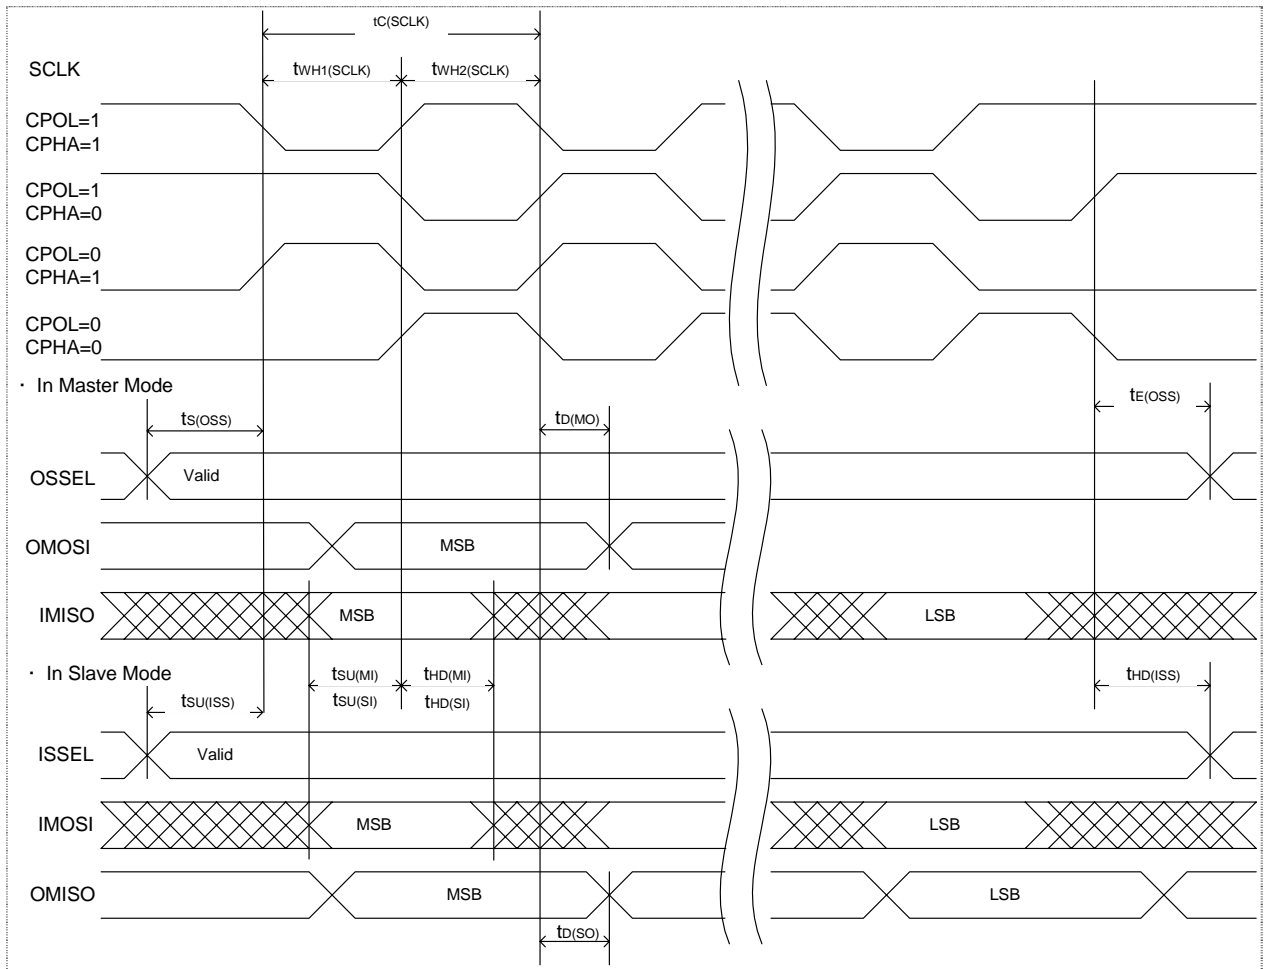 tC(SCLK)
SCLK
tWH1(SCLK) tWH2(SCLK)
CPOL=1
CPHA=1
CPOL=1
CPHA=0
CPOL=0
CPHA=1
CPOL=0
CPHA=0
· In Master Mode
tS(OSS) tD(MO) tE(OSS)
OSSEL Valid
OMOSI MSB
IMISO MSB LSB
· In Slave Mode
tSU(ISS) tSU(MI) tHD(MI) tHD(ISS)
tSU(SI) tHD(SI)
ISSEL Valid
IMOSI MSB LSB
OMISO MSB LSB
tD(SO)